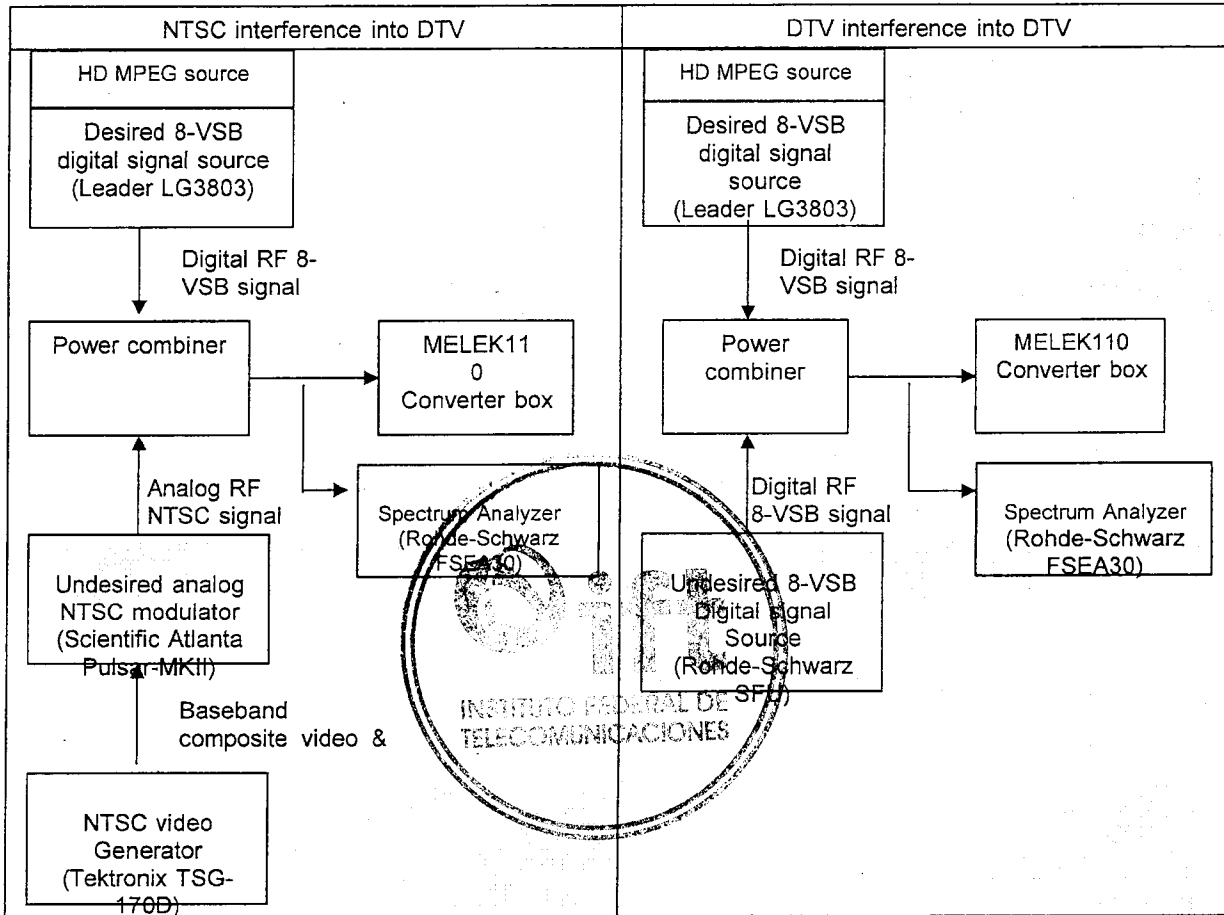 NTSC interference into DTV
HD MPEG source
Desired 8-VSB
digital signal source
(Leader LG3803)
Digital RF 8-
VSB signal
Power combiner
MELEK11
0
Converter box
Analog RF
NTSC signal
Spectrum Analyzer
(Rohde-Schwarz
FSEA30)
Undesired analog
NTSC modulator
(Scientific Atlanta
Pulsar-MKII)
Baseband
composite video &
NTSC video
Generator
(Tektronix TSG-
170D)
DTV interference into DTV
HD MPEG source
Desired 8-VSB
digital signal
source
(Leader LG3803)
Digital RF 8-
VSB signal
Power
combiner
MELEK110
Converter box
Digital RF
8-VSB signal
Spectrum Analyzer
(Rohde-Schwarz
FSEA30)
Undesired 8-VSB
Digital signal
Source
(Rohde-Schwarz
SFU)
ift
INSTITUTO FEDERAL DE
TELECOMUNICACIONES